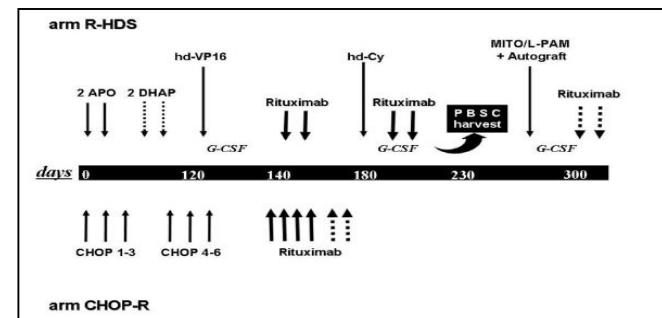 arm R-HDS
MITO/L-PAM
+ Autograft
hd-VP16
hd-Cy
2 APO 2 DHAP
Rituximab
Rituximab
Rituximab
P B S C
harvest
G-CSF
G-CSF
G-CSF
days 0 120 140 180 230 300
CHOP 1-3 CHOP 4-6 Rituximab
arm CHOP-R